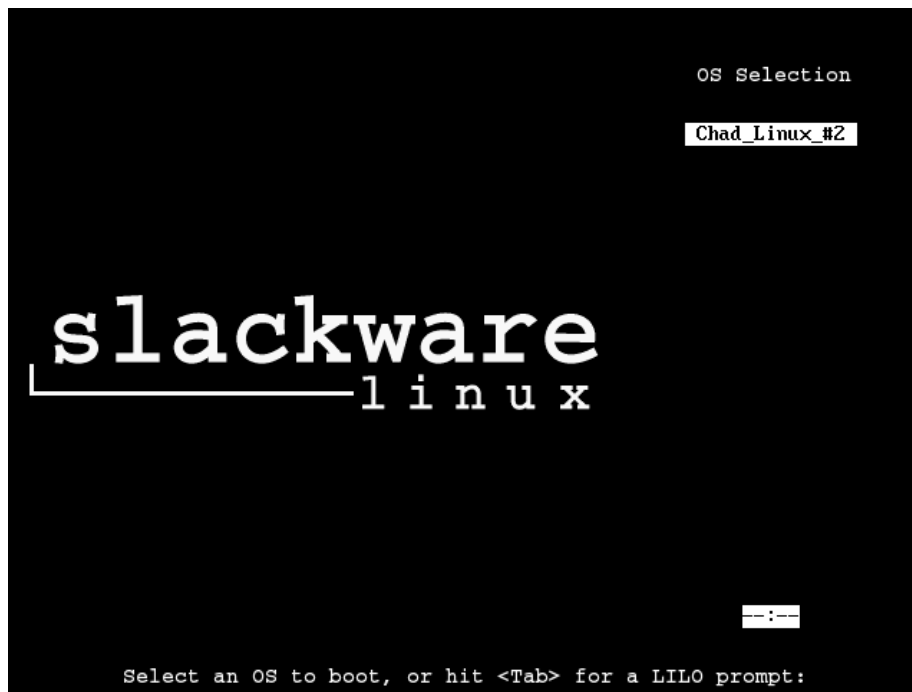 OS Selection
Chad_Linux_#2
slackware
linux
--:--
Select an OS to boot, or hit <Tab> for a LILO prompt: